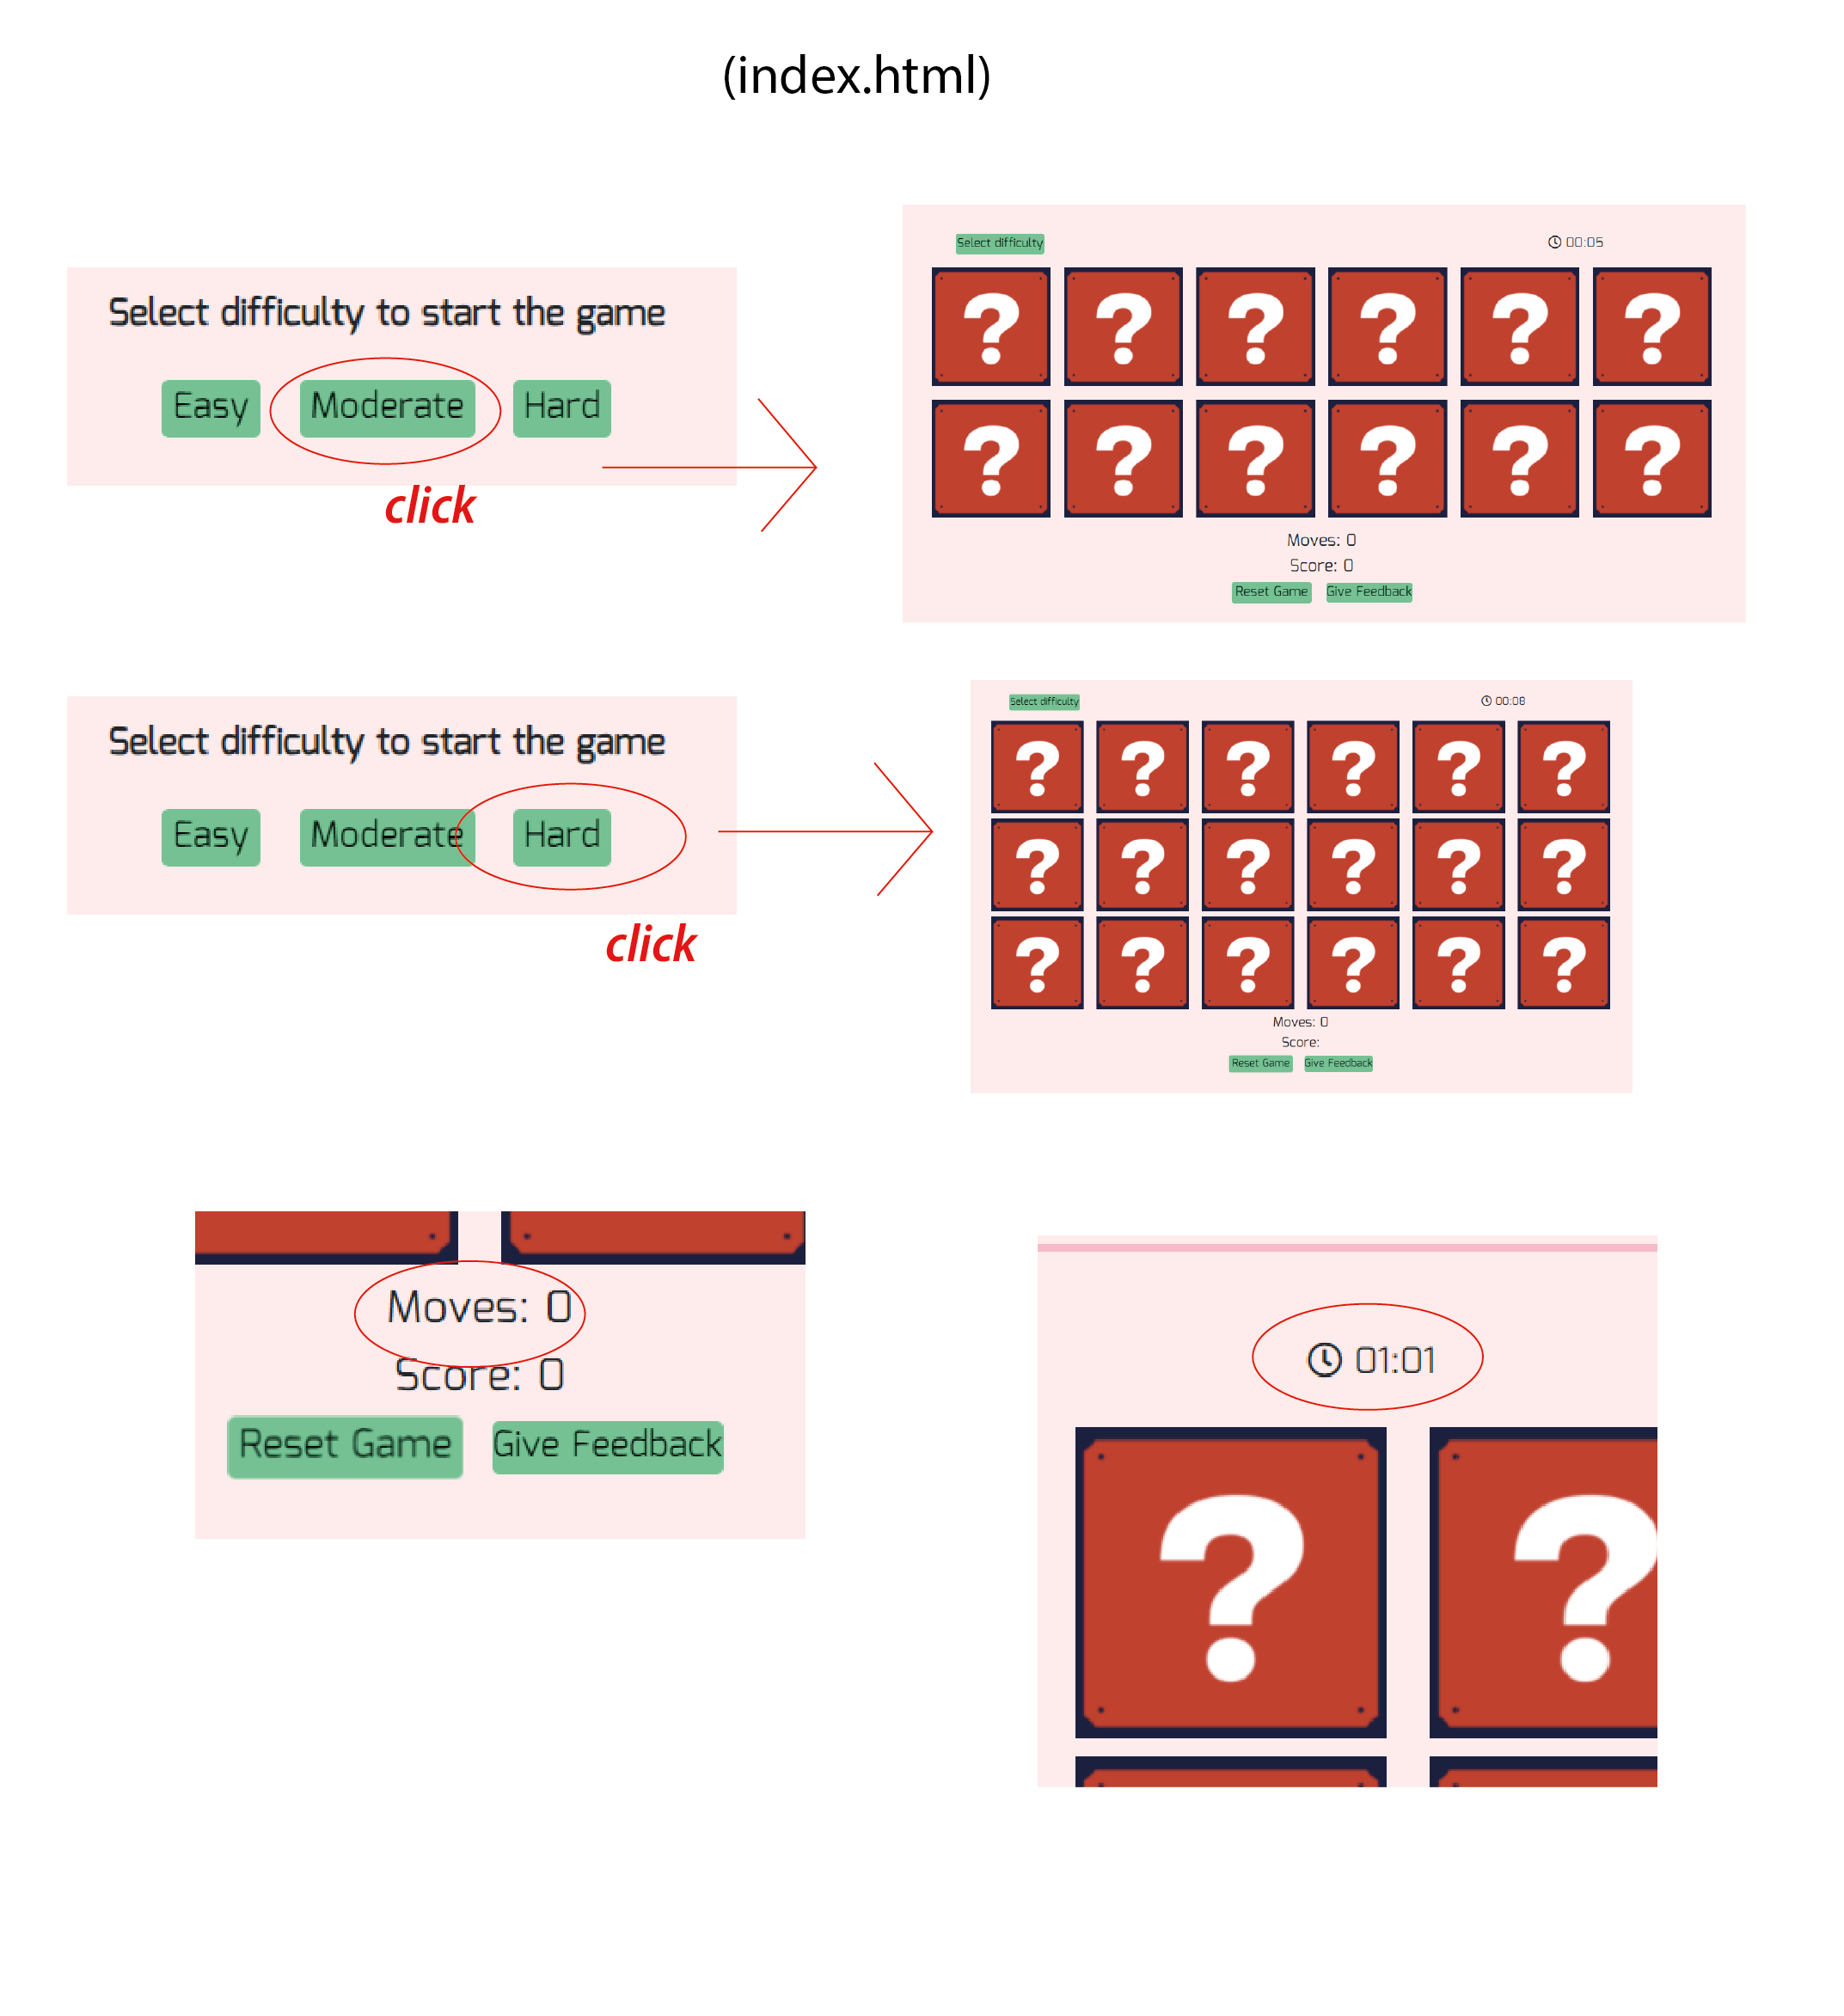 (index.html)
Select difficulty to start the game
Easy Moderate Hard
click
Select difficulty 00:05
? ? ? ? ? ?
? ? ? ? ? ?
Moves: 0
Score: 0
Reset Game Give Feedback
Select difficulty to start the game
Easy Moderate Hard
click
Select difficulty 00:08
? ? ? ? ? ?
? ? ? ? ? ?
? ? ? ? ? ?
Moves: 0
Score:
Reset Game Give Feedback
Moves: 0
Score: 0
Reset Game Give Feedback
01:01
? ?